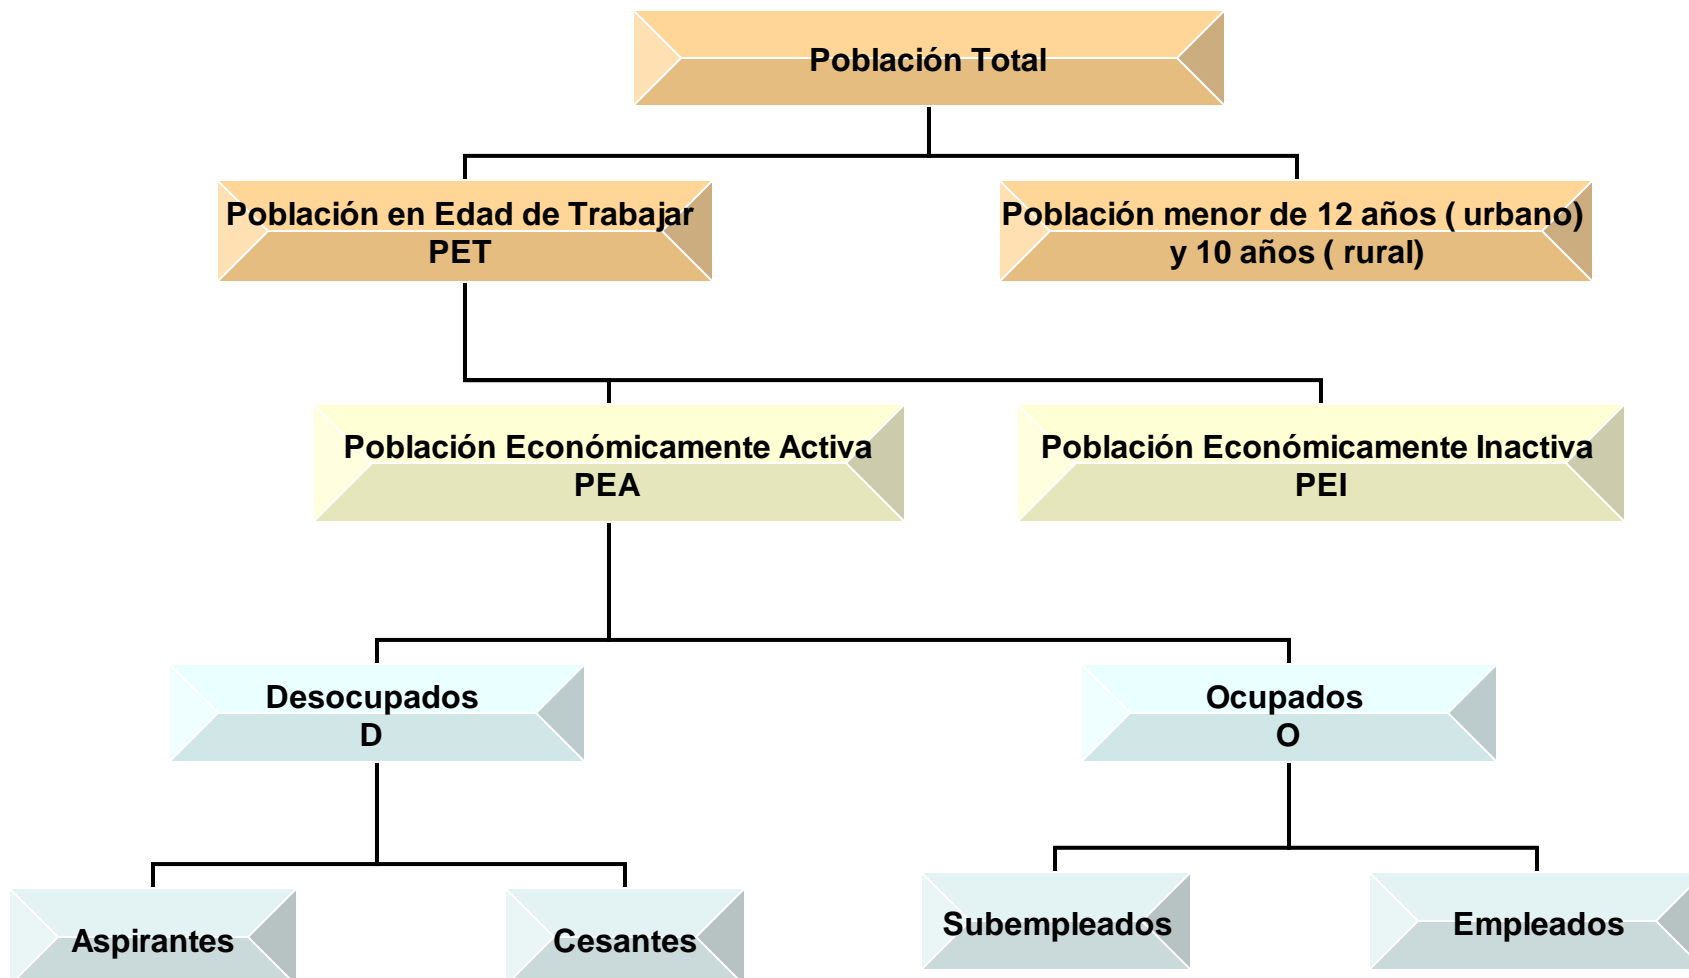 Población Total
Población en Edad de Trabajar
PET
Población menor de 12 años ( urbano)
y 10 años ( rural)
Población Económicamente Activa
PEA
Población Económicamente Inactiva
PEI
Desocupados
D
Ocupados
O
Aspirantes
Cesantes
Subempleados
Empleados